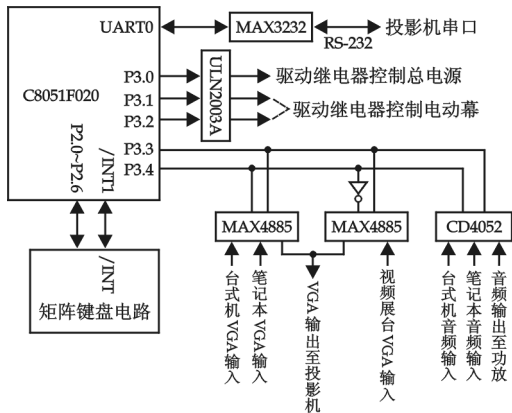 UART0
MAX3232
RS-232
投影机串口
C8051F020
P3.0
P3.1
P3.2
P3.3
P3.4
ULN2003A
驱动继电器控制总电源
驱动继电器控制电动幕
P2.0~P2.6
/INT1
/INT
矩阵键盘电路
MAX4885
MAX4885
CD4052
台式机VGA输入
笔记本VGA输入
VGA输出至投影机
视频展台VGA输入
台式机音频输入
笔记本音频输入
音频输出至功放